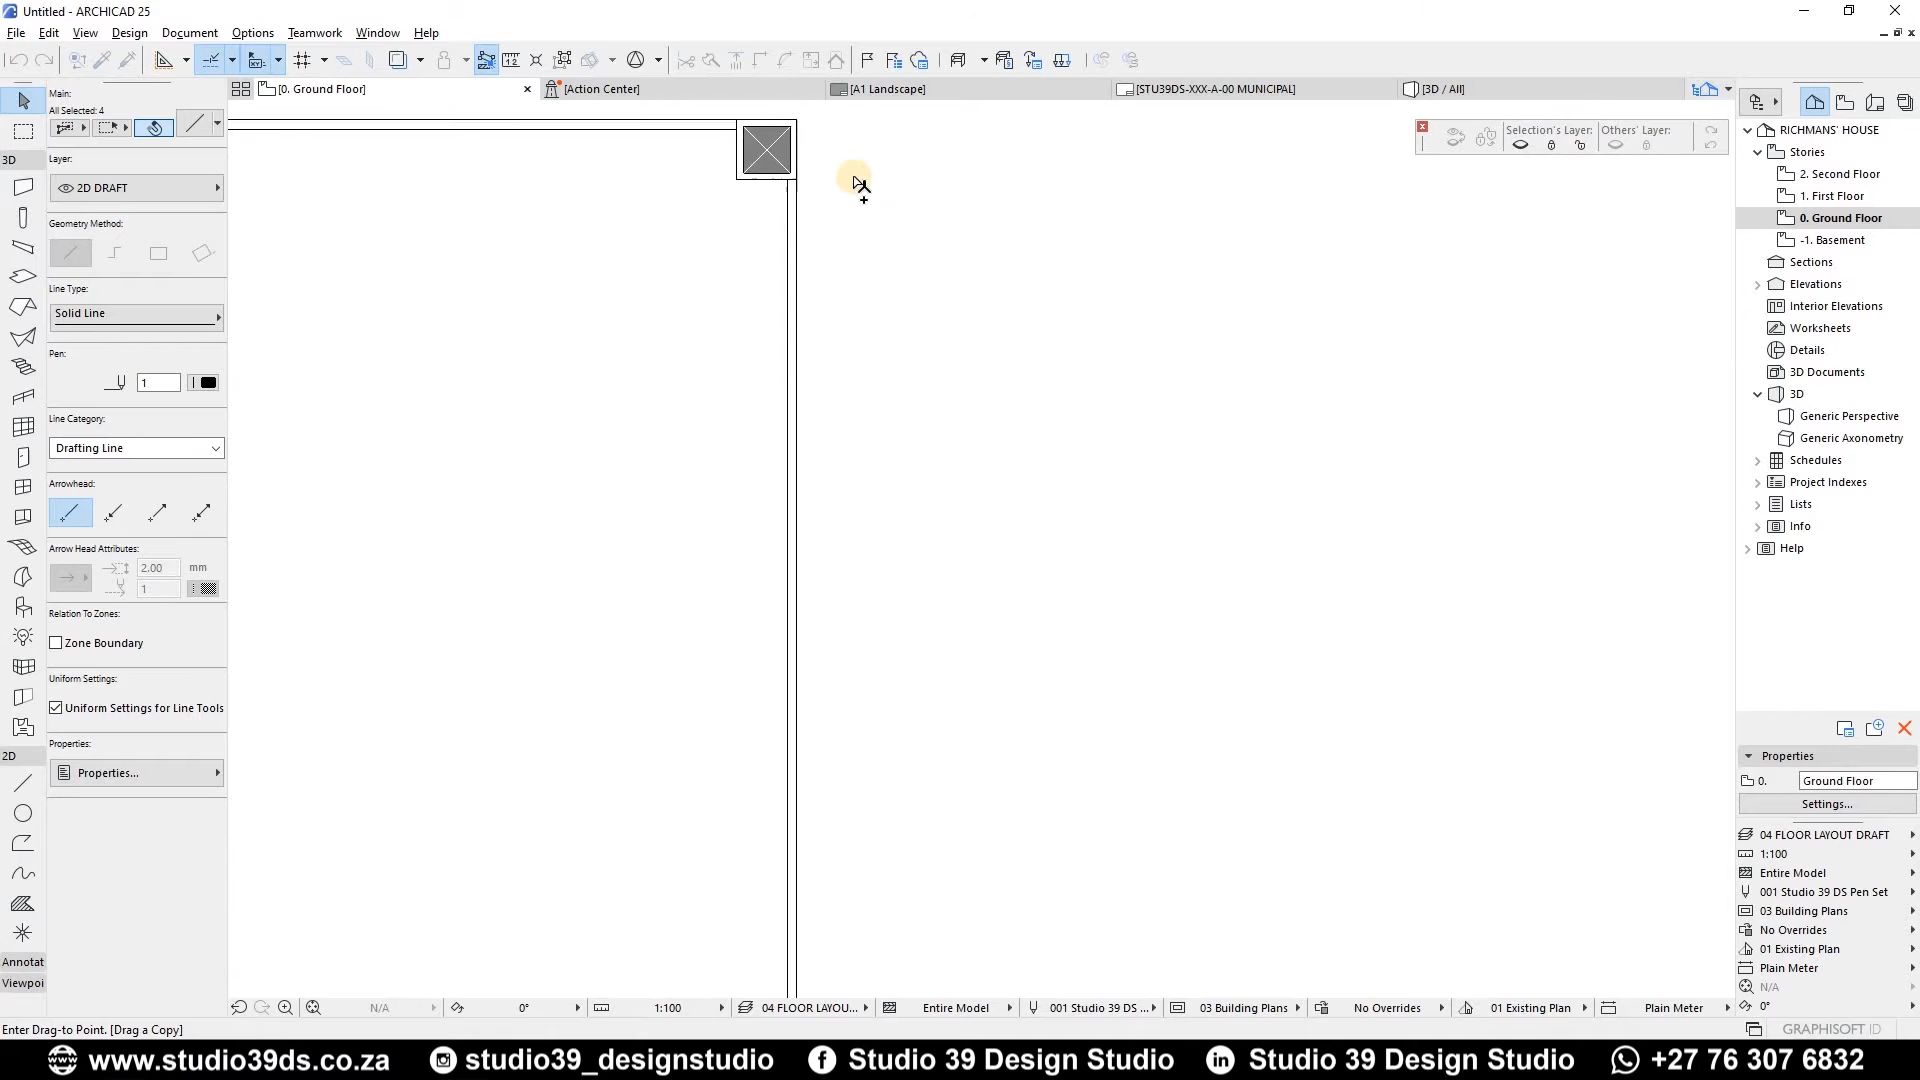 Untitled - ARCHICAD 25
File Edit View Design Document Options Teamwork Window Help
Main:
All Selected: 4
[0. Ground Floor]
[Action Center]
[A1 Landscape]
[STU39DS-XXX-A-00 MUNICIPAL]
[3D / All]
Layer:
2D DRAFT
Geometry Method:
Line Type:
Solid Line
Pen:
1
Line Category:
Drafting Line
Arrowhead:
Arrow Head Attributes:
2.00 mm
1
Relation To Zones:
Zone Boundary
Uniform Settings:
Uniform Settings for Line Tools
Properties:
Properties...
3D
2D
Annotat
Viewpoi
Selection's Layer: Others' Layer:
RICHMANS' HOUSE
Stories
2. Second Floor
1. First Floor
0. Ground Floor
-1. Basement
Sections
Elevations
Interior Elevations
Worksheets
Details
3D Documents
3D
Generic Perspective
Generic Axonometry
Schedules
Project Indexes
Lists
Info
Help
Properties
0. Ground Floor
Settings...
04 FLOOR LAYOUT DRAFT
1:100
Entire Model
001 Studio 39 DS Pen Set
03 Building Plans
No Overrides
01 Existing Plan
Plain Meter
N/A
0°
N/A 0° 1:100 04 FLOOR LAYOU... Entire Model 001 Studio 39 DS ... 03 Building Plans No Overrides 01 Existing Plan Plain Meter
Enter Drag-to Point. [Drag a Copy]
GRAPHISOFT ID
www.studio39ds.co.za studio39_designstudio Studio 39 Design Studio Studio 39 Design Studio +27 76 307 6832